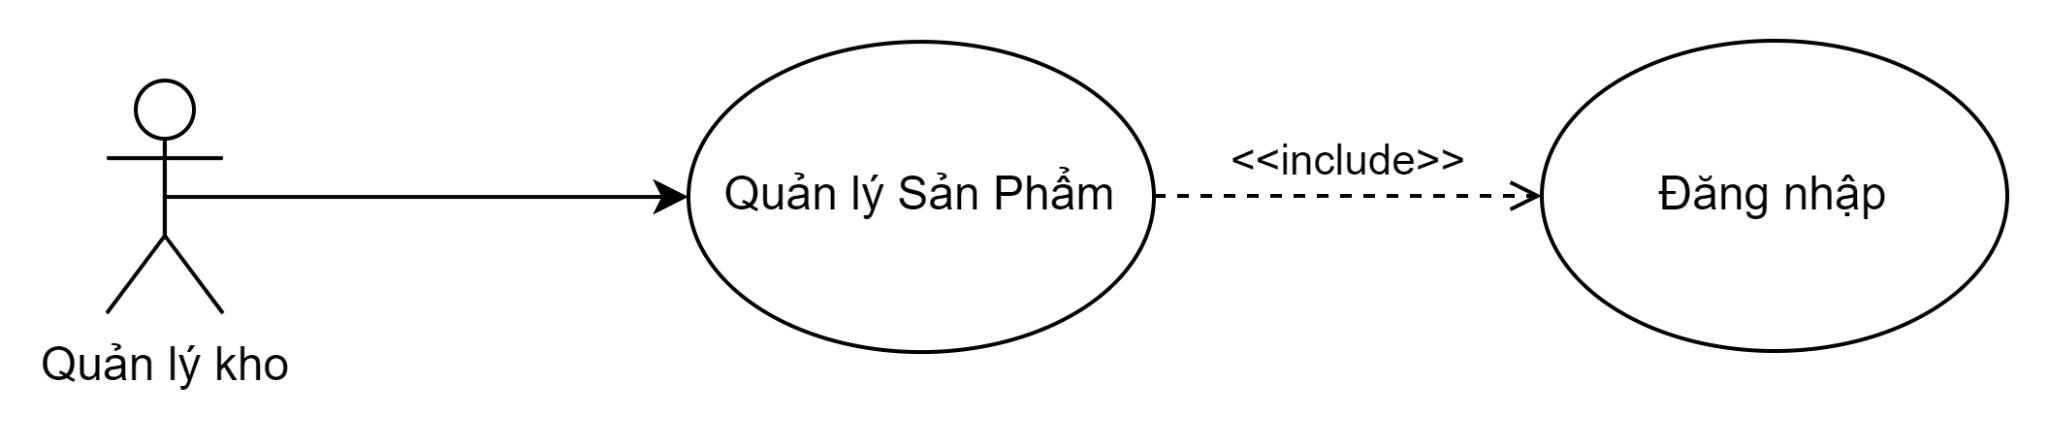 Quản lý kho
Quản lý Sản Phẩm
<<include>>
Đăng nhập